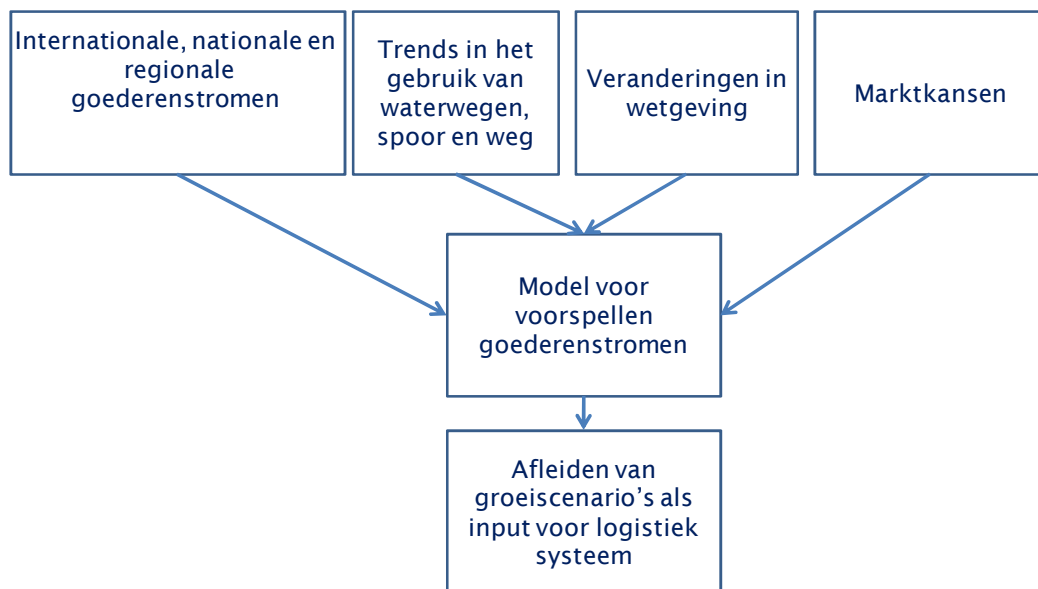 Internationale, nationale en
regionale
goederenstromen
Trends in het
gebruik van
waterwegen,
spoor en weg
Veranderingen in
wetgeving
Marktkansen
Model voor
voorspellen
goederenstromen
Afleiden van
groeiscenario's als
input voor logistiek
systeem